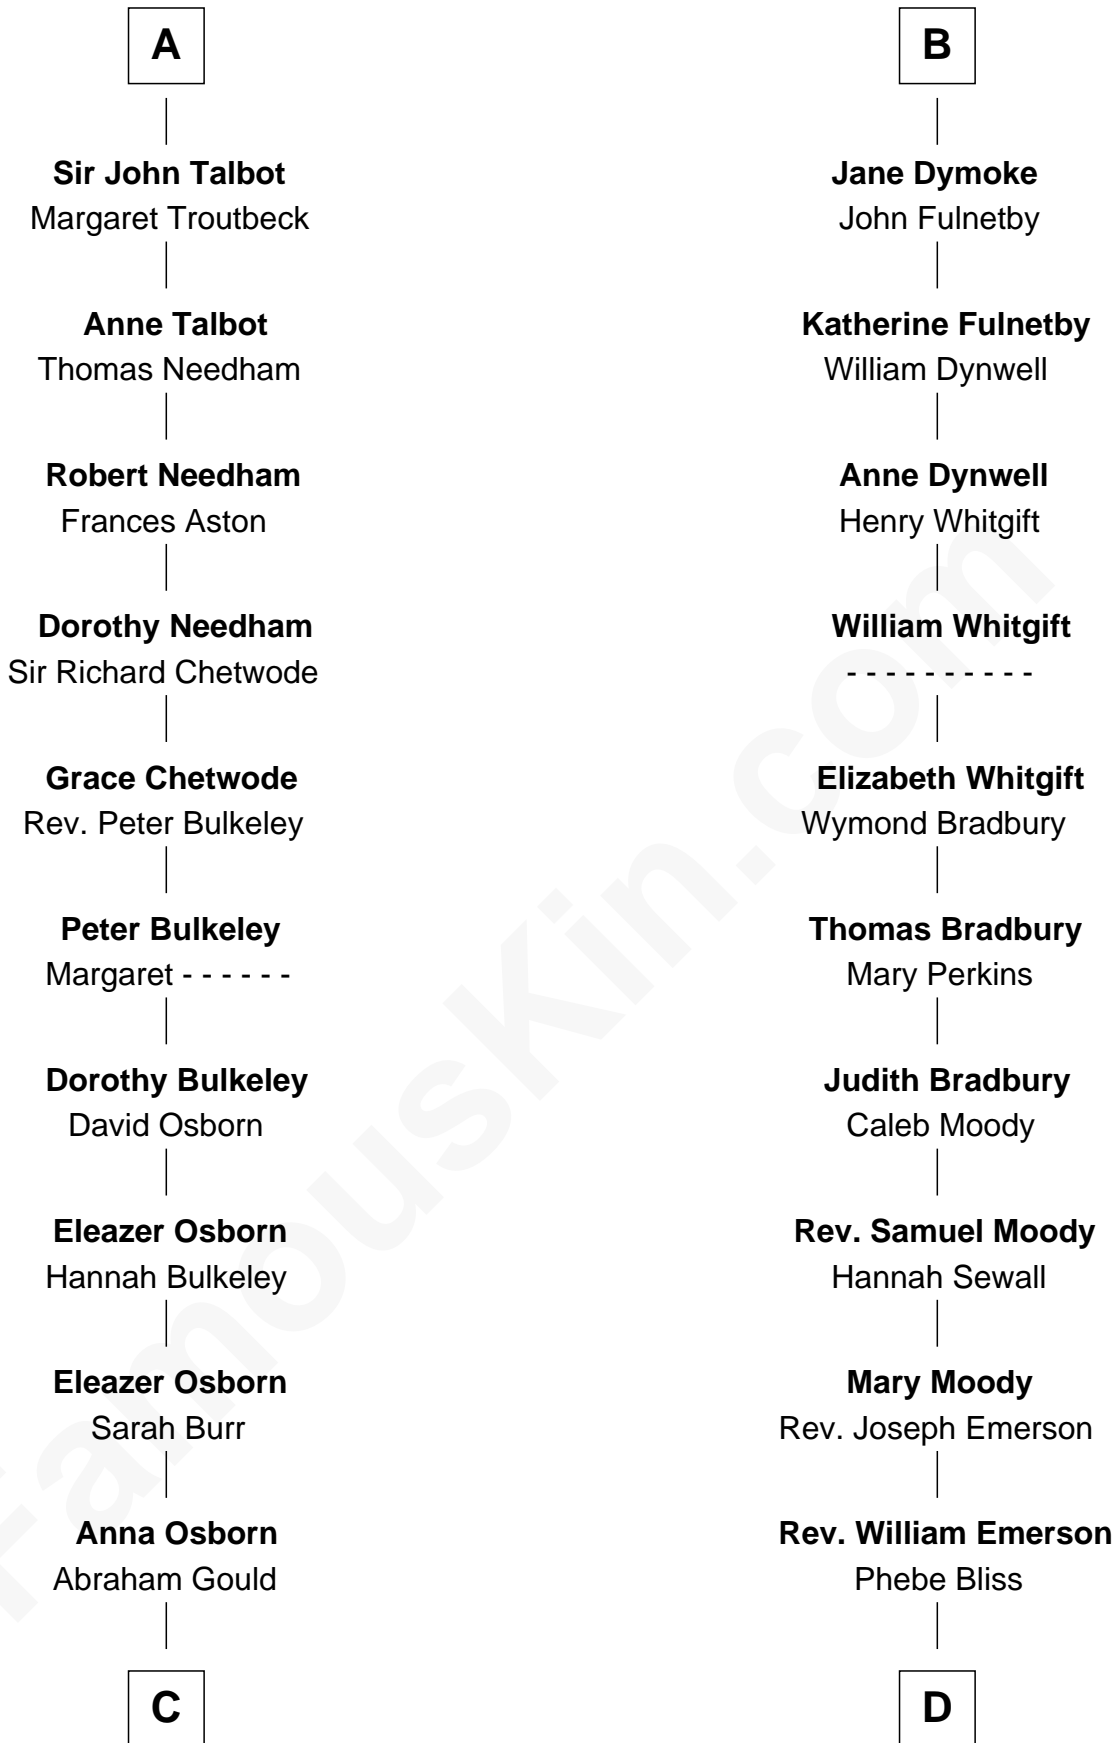 A
Sir John Talbot
Margaret Troutbeck
Anne Talbot
Thomas Needham
Robert Needham
Frances Aston
Dorothy Needham
Sir Richard Chetwode
Grace Chetwode
Rev. Peter Bulkeley
Peter Bulkeley
Margaret - - - - - -
Dorothy Bulkeley
David Osborn
Eleazer Osborn
Hannah Bulkeley
Eleazer Osborn
Sarah Burr
Anna Osborn
Abraham Gould
C
B
Jane Dymoke
John Fulnetby
Katherine Fulnetby
William Dynwell
Anne Dynwell
Henry Whitgift
William Whitgift
- - - - - - - - - -
Elizabeth Whitgift
Wymond Bradbury
Thomas Bradbury
Mary Perkins
Judith Bradbury
Caleb Moody
Rev. Samuel Moody
Hannah Sewall
Mary Moody
Rev. Joseph Emerson
Rev. William Emerson
Phebe Bliss
D
FamousKin.com